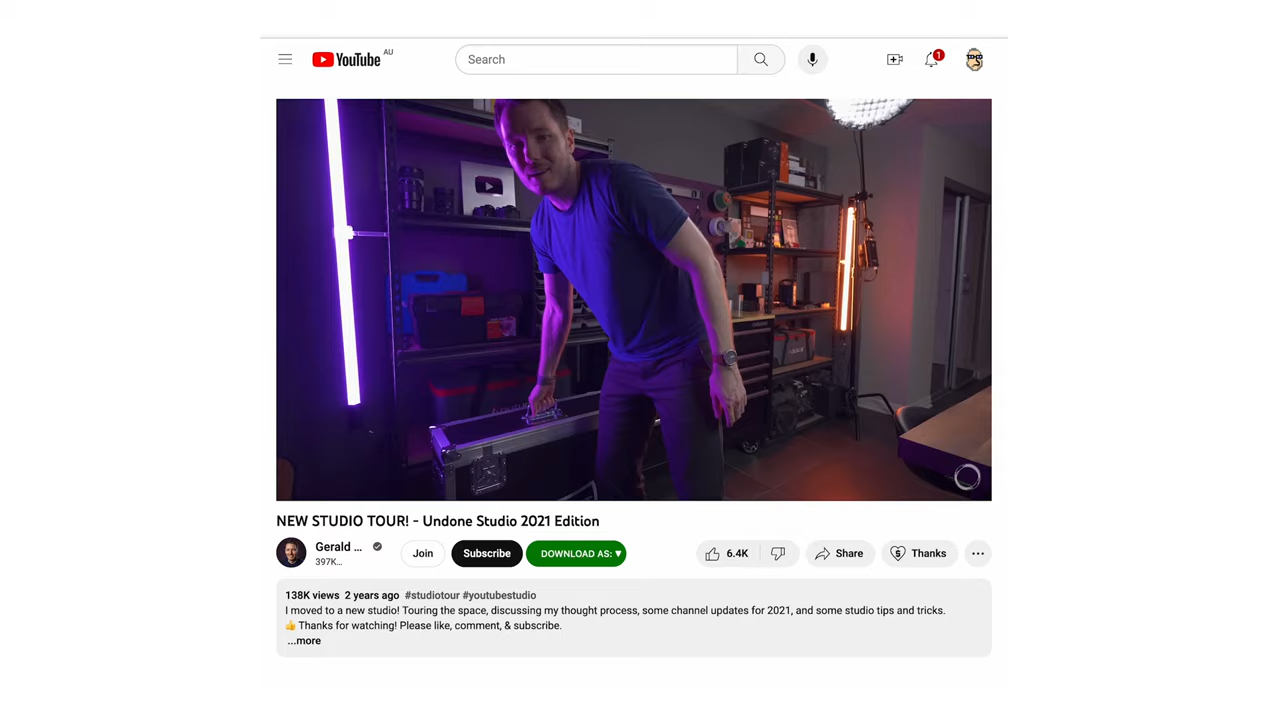 YouTube AU
Search
1
NEW STUDIO TOUR! - Undone Studio 2021 Edition
Gerald ...
397K...
Join
Subscribe
DOWNLOAD AS: ▾
6.4K
Share
Thanks
138K views 2 years ago #studiotour #youtubestudio
I moved to a new studio! Touring the space, discussing my thought process, some channel updates for 2021, and some studio tips and tricks.
👍Thanks for watching! Please like, comment, & subscribe.
...more